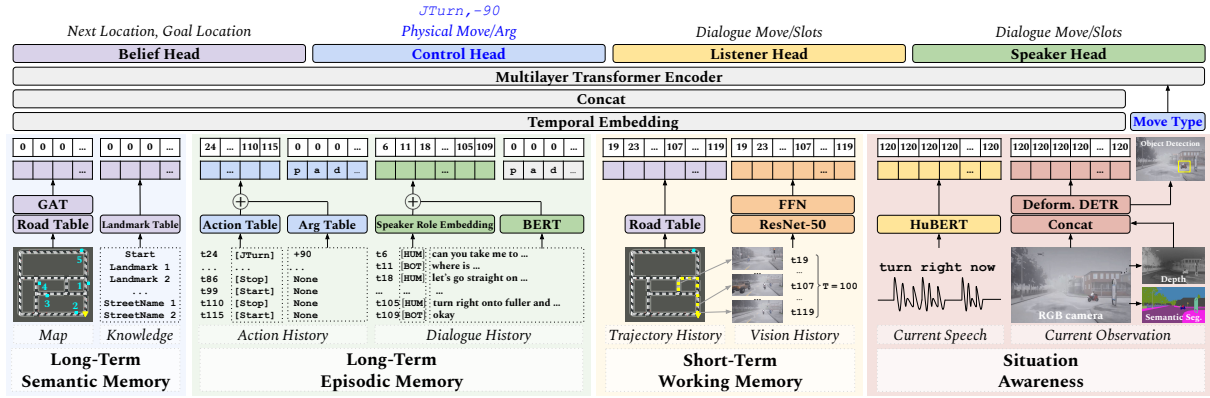 JTurn,-90
Next Location, Goal Location
Physical Move/Arg
Dialogue Move/Slots
Dialogue Move/Slots
Belief Head
Control Head
Listener Head
Speaker Head
Multilayer Transformer Encoder
Concat
Temporal Embedding
Move Type
0 0 0 ...
0 0 0 ...
24 ... 110 115
0 0 0 ...
6 11 18 ... 105 109
0 0 0 ...
19 23 ... 107 ... 119
19 23 ... 107 ... 119
120 120 120 120 ... 120
120 120 120 120 ... 120
Object Detection
...
...
...
p a d ...
...
p a d ...
...
...
...
...
GAT
FFN
Deform. DETR
Road Table
Landmark Table
Action Table
Arg Table
Speaker Role Embedding
BERT
Road Table
ResNet-50
HuBERT
Concat
5
4
1
3
2
Start
Landmark 1
Landmark 2
...
StreetName 1
StreetName 2
t24 [JTurn] +90
... ... ...
t86 [Stop] None
t99 [Start] None
t110 [Stop] None
t115 [Start] None
t6 [HUM] can you take me to ...
t11 [BOT] where is ...
t18 [HUM] let's go straight on ...
... ... ...
t105 [HUM] turn right onto fuller and ...
t109 [BOT] okay
t19
...
t107
...
t119
T = 100
turn right now
RGB camera
Depth
Semantic Seg.
Map
Knowledge
Action History
Dialogue History
Trajectory History
Vision History
Current Speech
Current Observation
Long-Term
Semantic Memory
Long-Term
Episodic Memory
Short-Term
Working Memory
Situation
Awareness